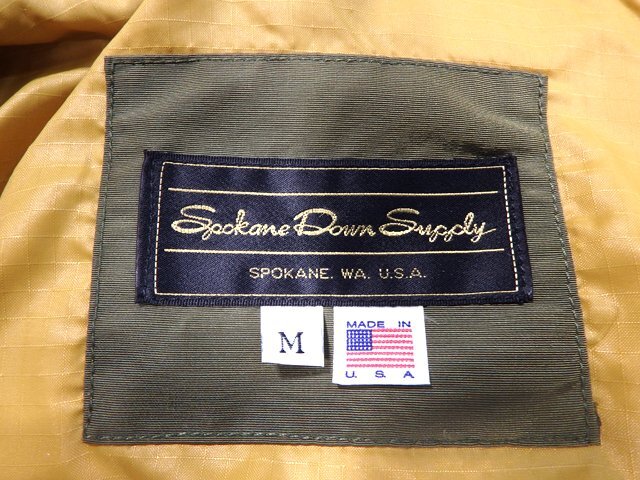 Spokane Down Supply
SPOKANE. WA. U.S.A.
M
MADE IN
U.S.A